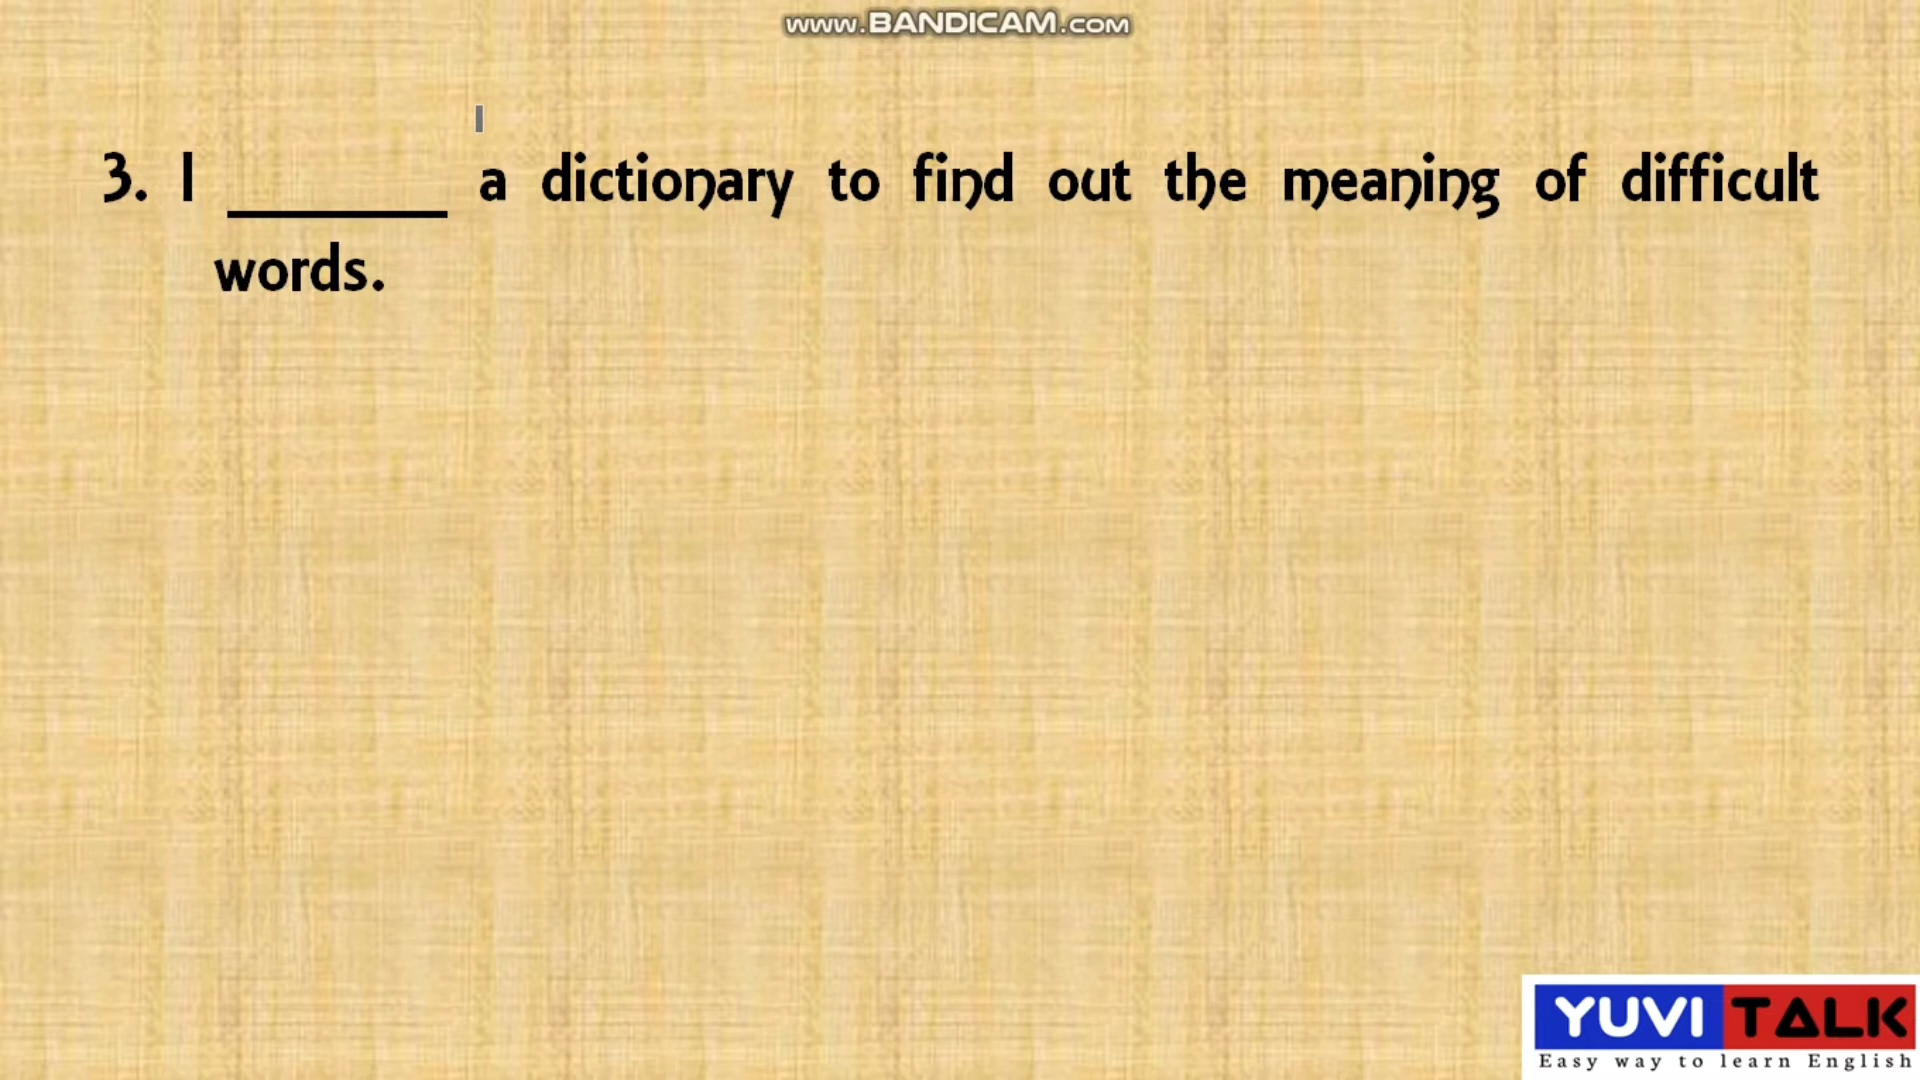 www.BANDICAM.com
3. I _______ a dictionary to find out the meaning of difficult
words.
YUVI TALK
Easy way to learn English